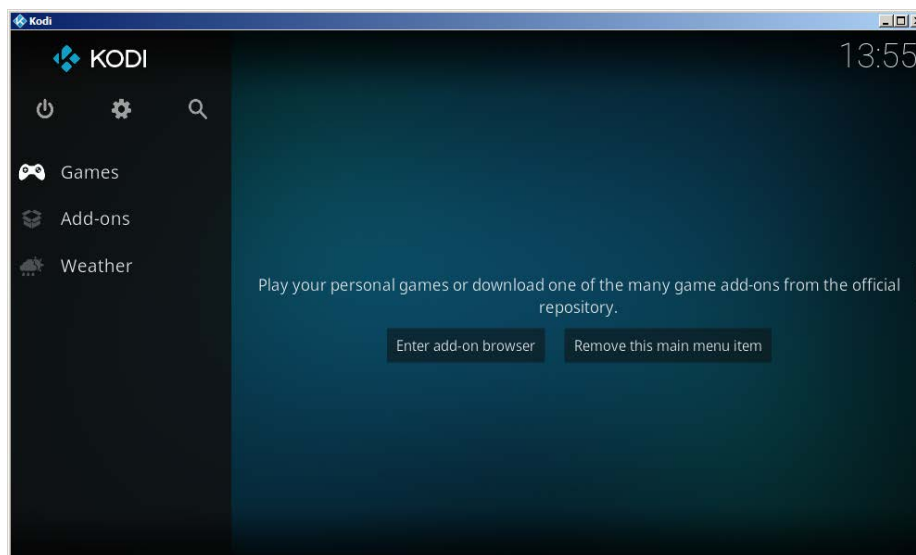 Kodi
KODI
13:55
Games
Add-ons
Weather
Play your personal games or download one of the many game add-ons from the official
repository.
Enter add-on browser
Remove this main menu item